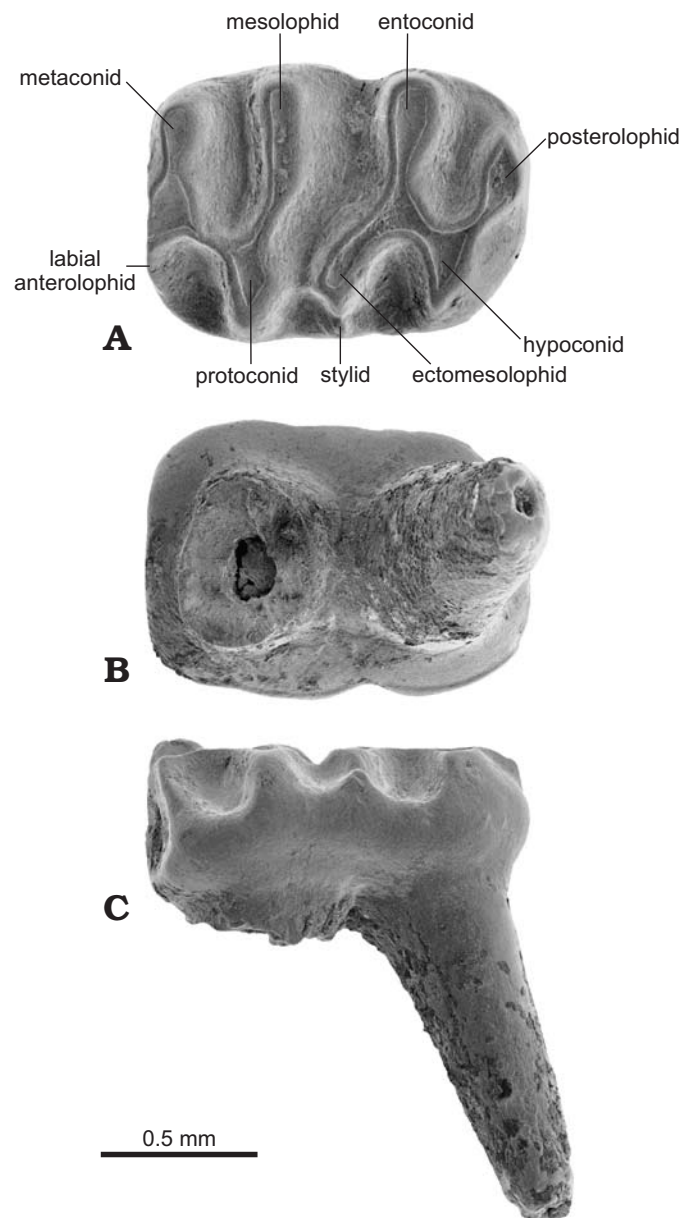 mesolophid
entoconid
metaconid
posterolophid
labial
anterolophid
A
hypoconid
protoconid
stylid
ectomesolophid
B
C
0.5 mm